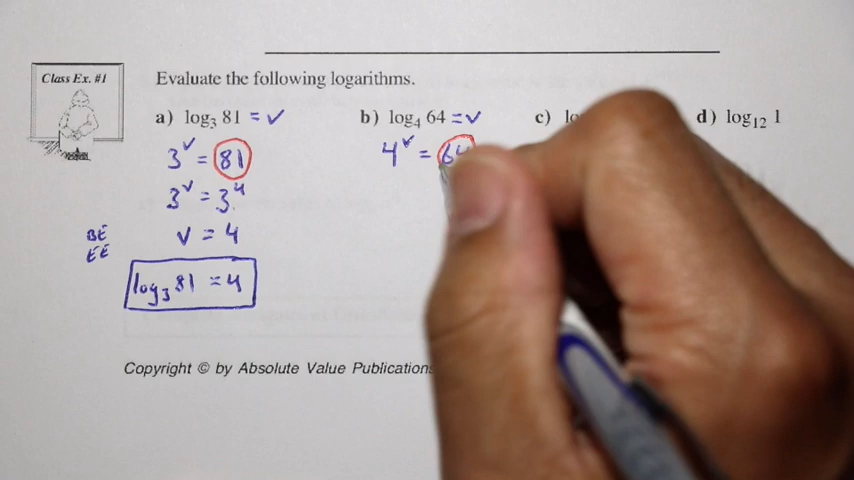 Class Ex. #1
Evaluate the following logarithms.
a) log₃ 81 = v
b) log₄ 64 = v
c)
d) log₁₂ 1
3ᵛ = 81
4ᵛ = 64
3ᵛ = 3⁴
v = 4
BE
EE
log₃ 81 = 4
Copyright © by Absolute Value Publications